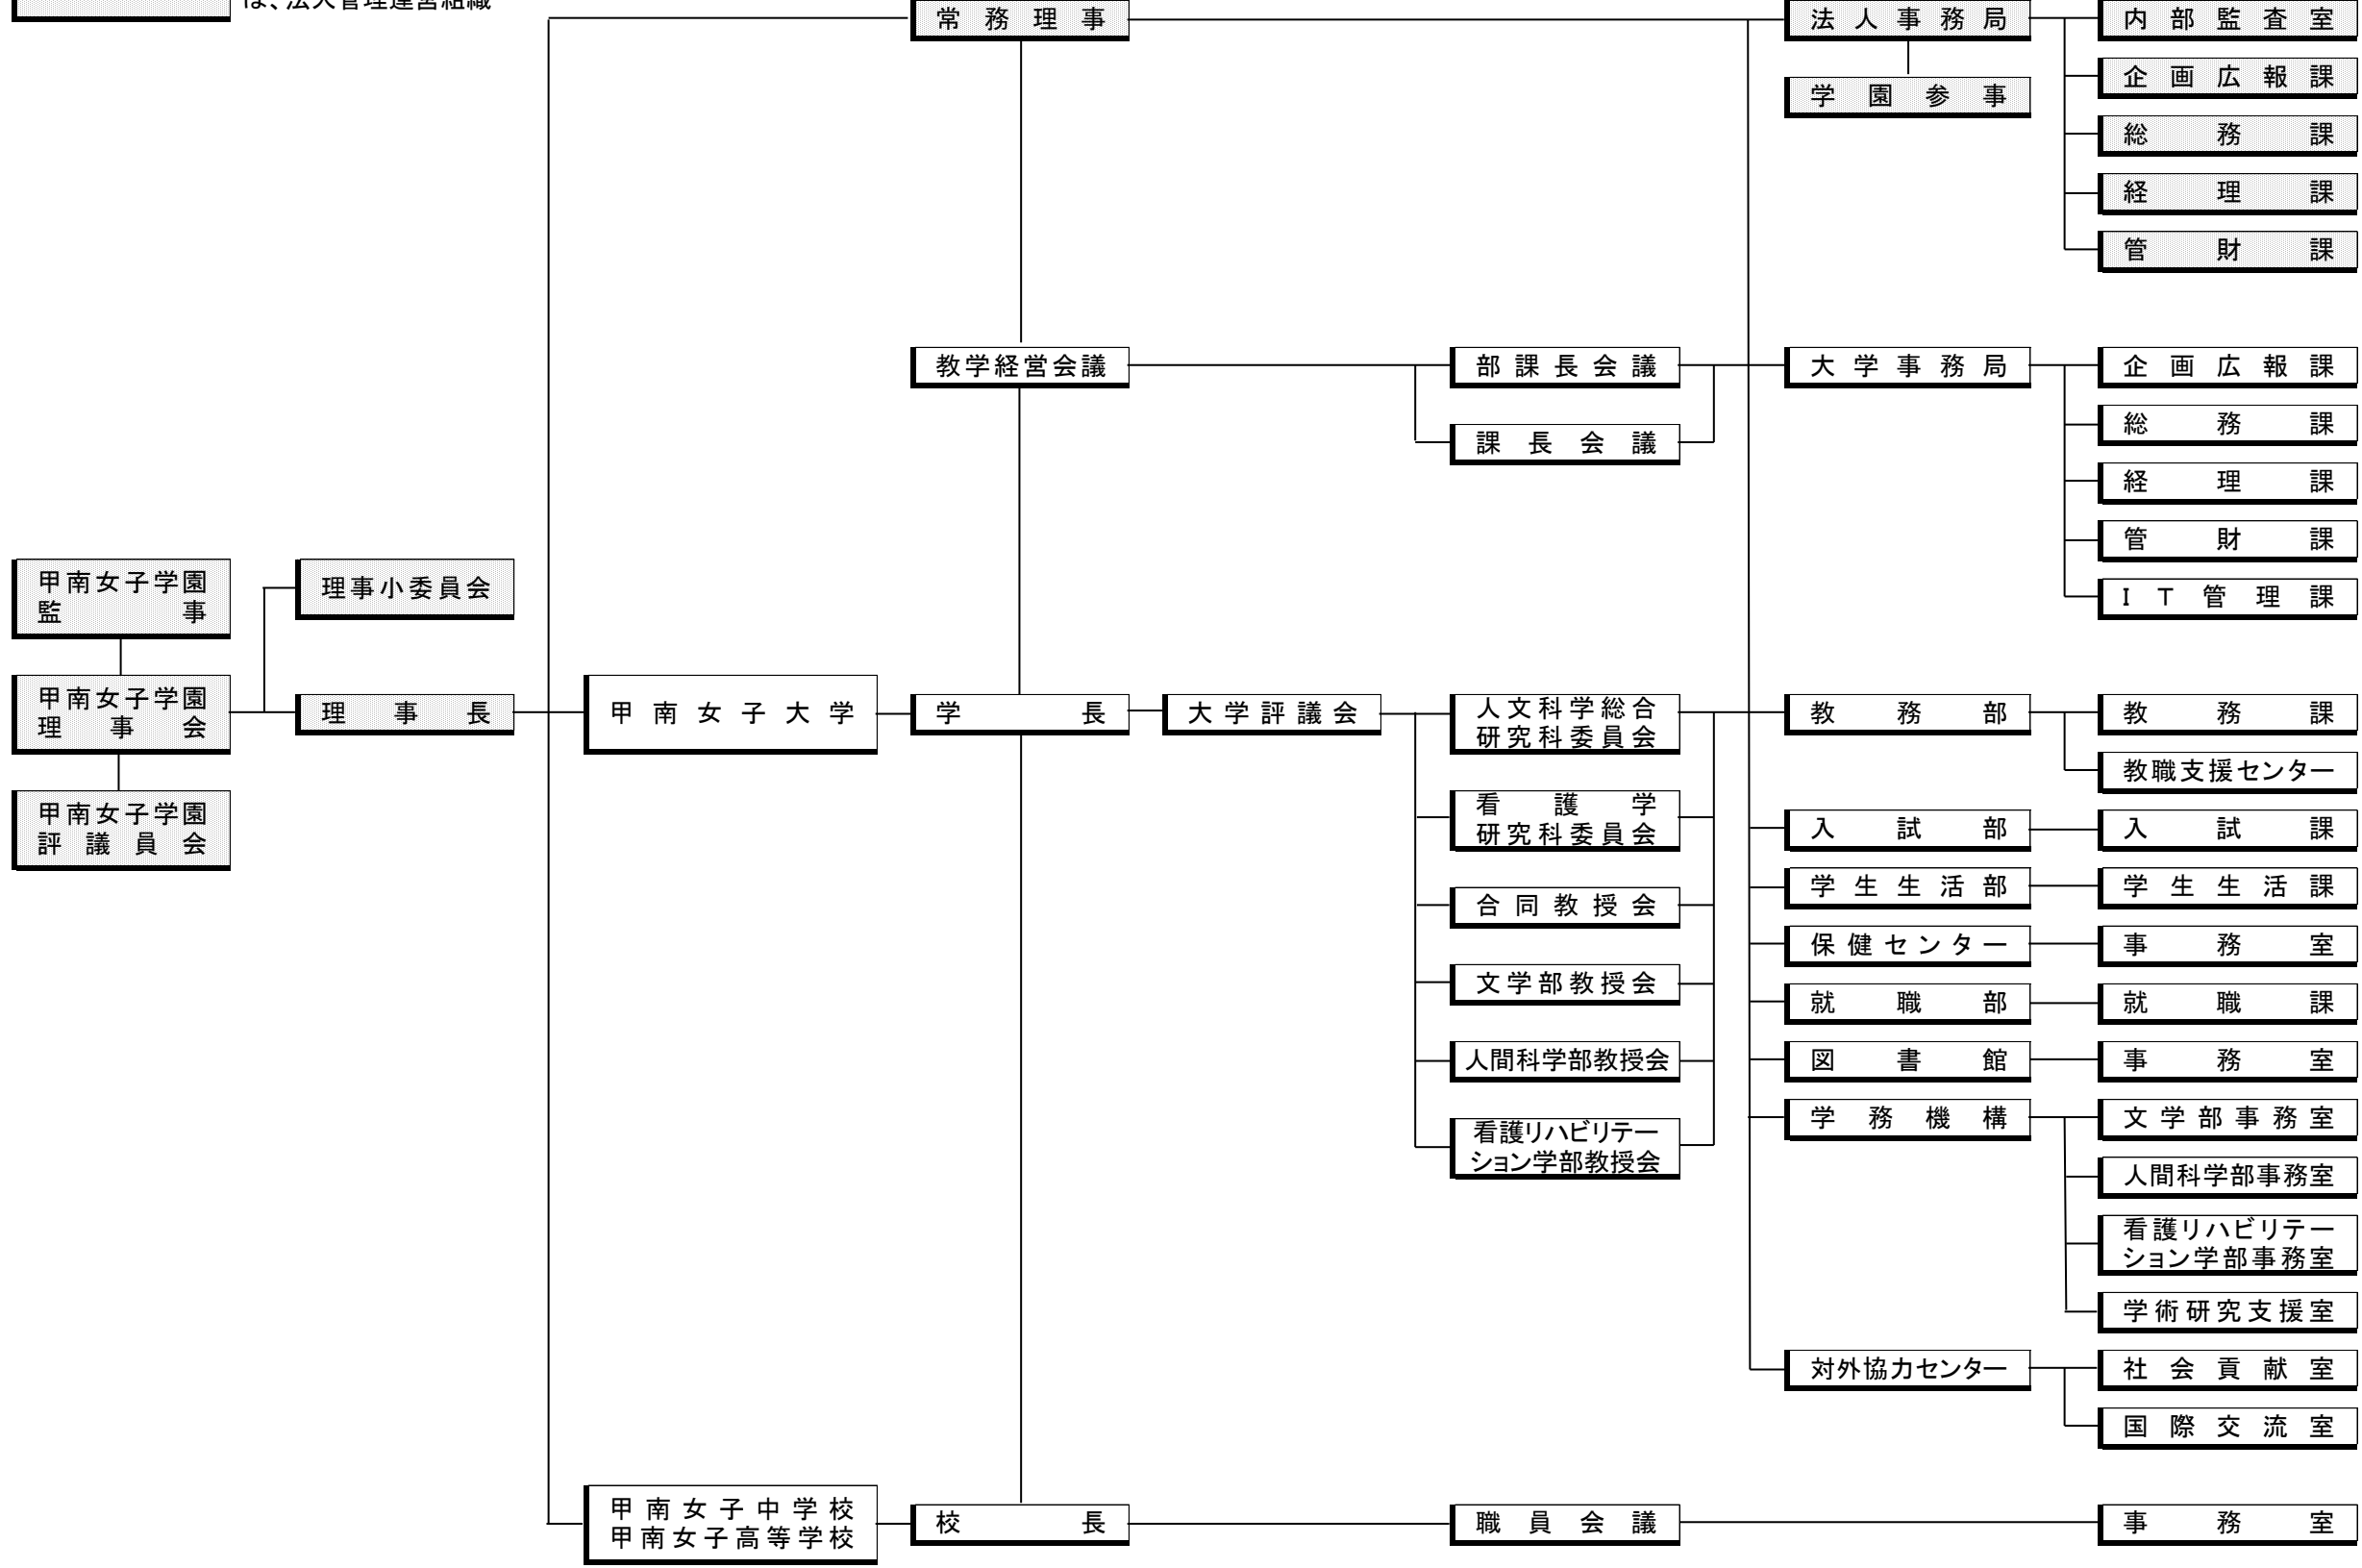 は、法人管理運営組織
常務理事
法人事務局
内部監査室
学園参事
企画広報課
総務課
経理課
管財課
教学経営会議
部課長会議
課長会議
大学事務局
企画広報課
総務課
経理課
管財課
ＩＴ管理課
甲南女子学園
監事
理事小委員会
甲南女子学園
理事会
理事長
甲南女子学園
評議員会
甲南女子大学
学長
大学評議会
人文科学総合
研究科委員会
看護学
研究科委員会
合同教授会
文学部教授会
人間科学部教授会
看護リハビリテー
ション学部教授会
教務部
教務課
教職支援センター
入試部
入試課
学生生活部
学生生活課
保健センター
事務室
就職部
就職課
図書館
事務室
学務機構
文学部事務室
人間科学部事務室
看護リハビリテー
ション学部事務室
学術研究支援室
対外協力センター
社会貢献室
国際交流室
甲南女子中学校
甲南女子高等学校
校長
職員会議
事務室